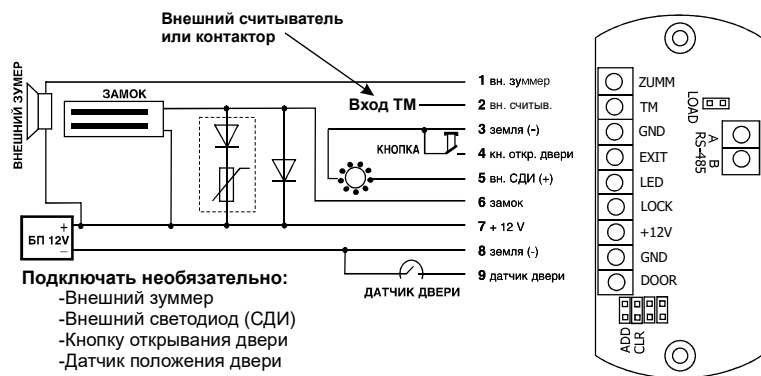 Внешний считыватель
или контактор
ВНЕШНИЙ ЗУМЕР
ЗАМОК
Вход ТМ
КНОПКА
1 вн. зуммер
2 вн. считыв.
3 земля (-)
4 кн. откр. двери
5 вн. СДИ (+)
6 замок
7 + 12 V
8 земля (-)
9 датчик двери
+
БП 12V
–
ДАТЧИК ДВЕРИ
Подключать необязательно:
-Внешний зуммер
-Внешний светодиод (СДИ)
-Кнопку открывания двери
-Датчик положения двери
ZUMM
TM
GND
EXIT
LED
LOCK
+12V
GND
DOOR
LOAD
A
B
RS-485
ADD
CLR